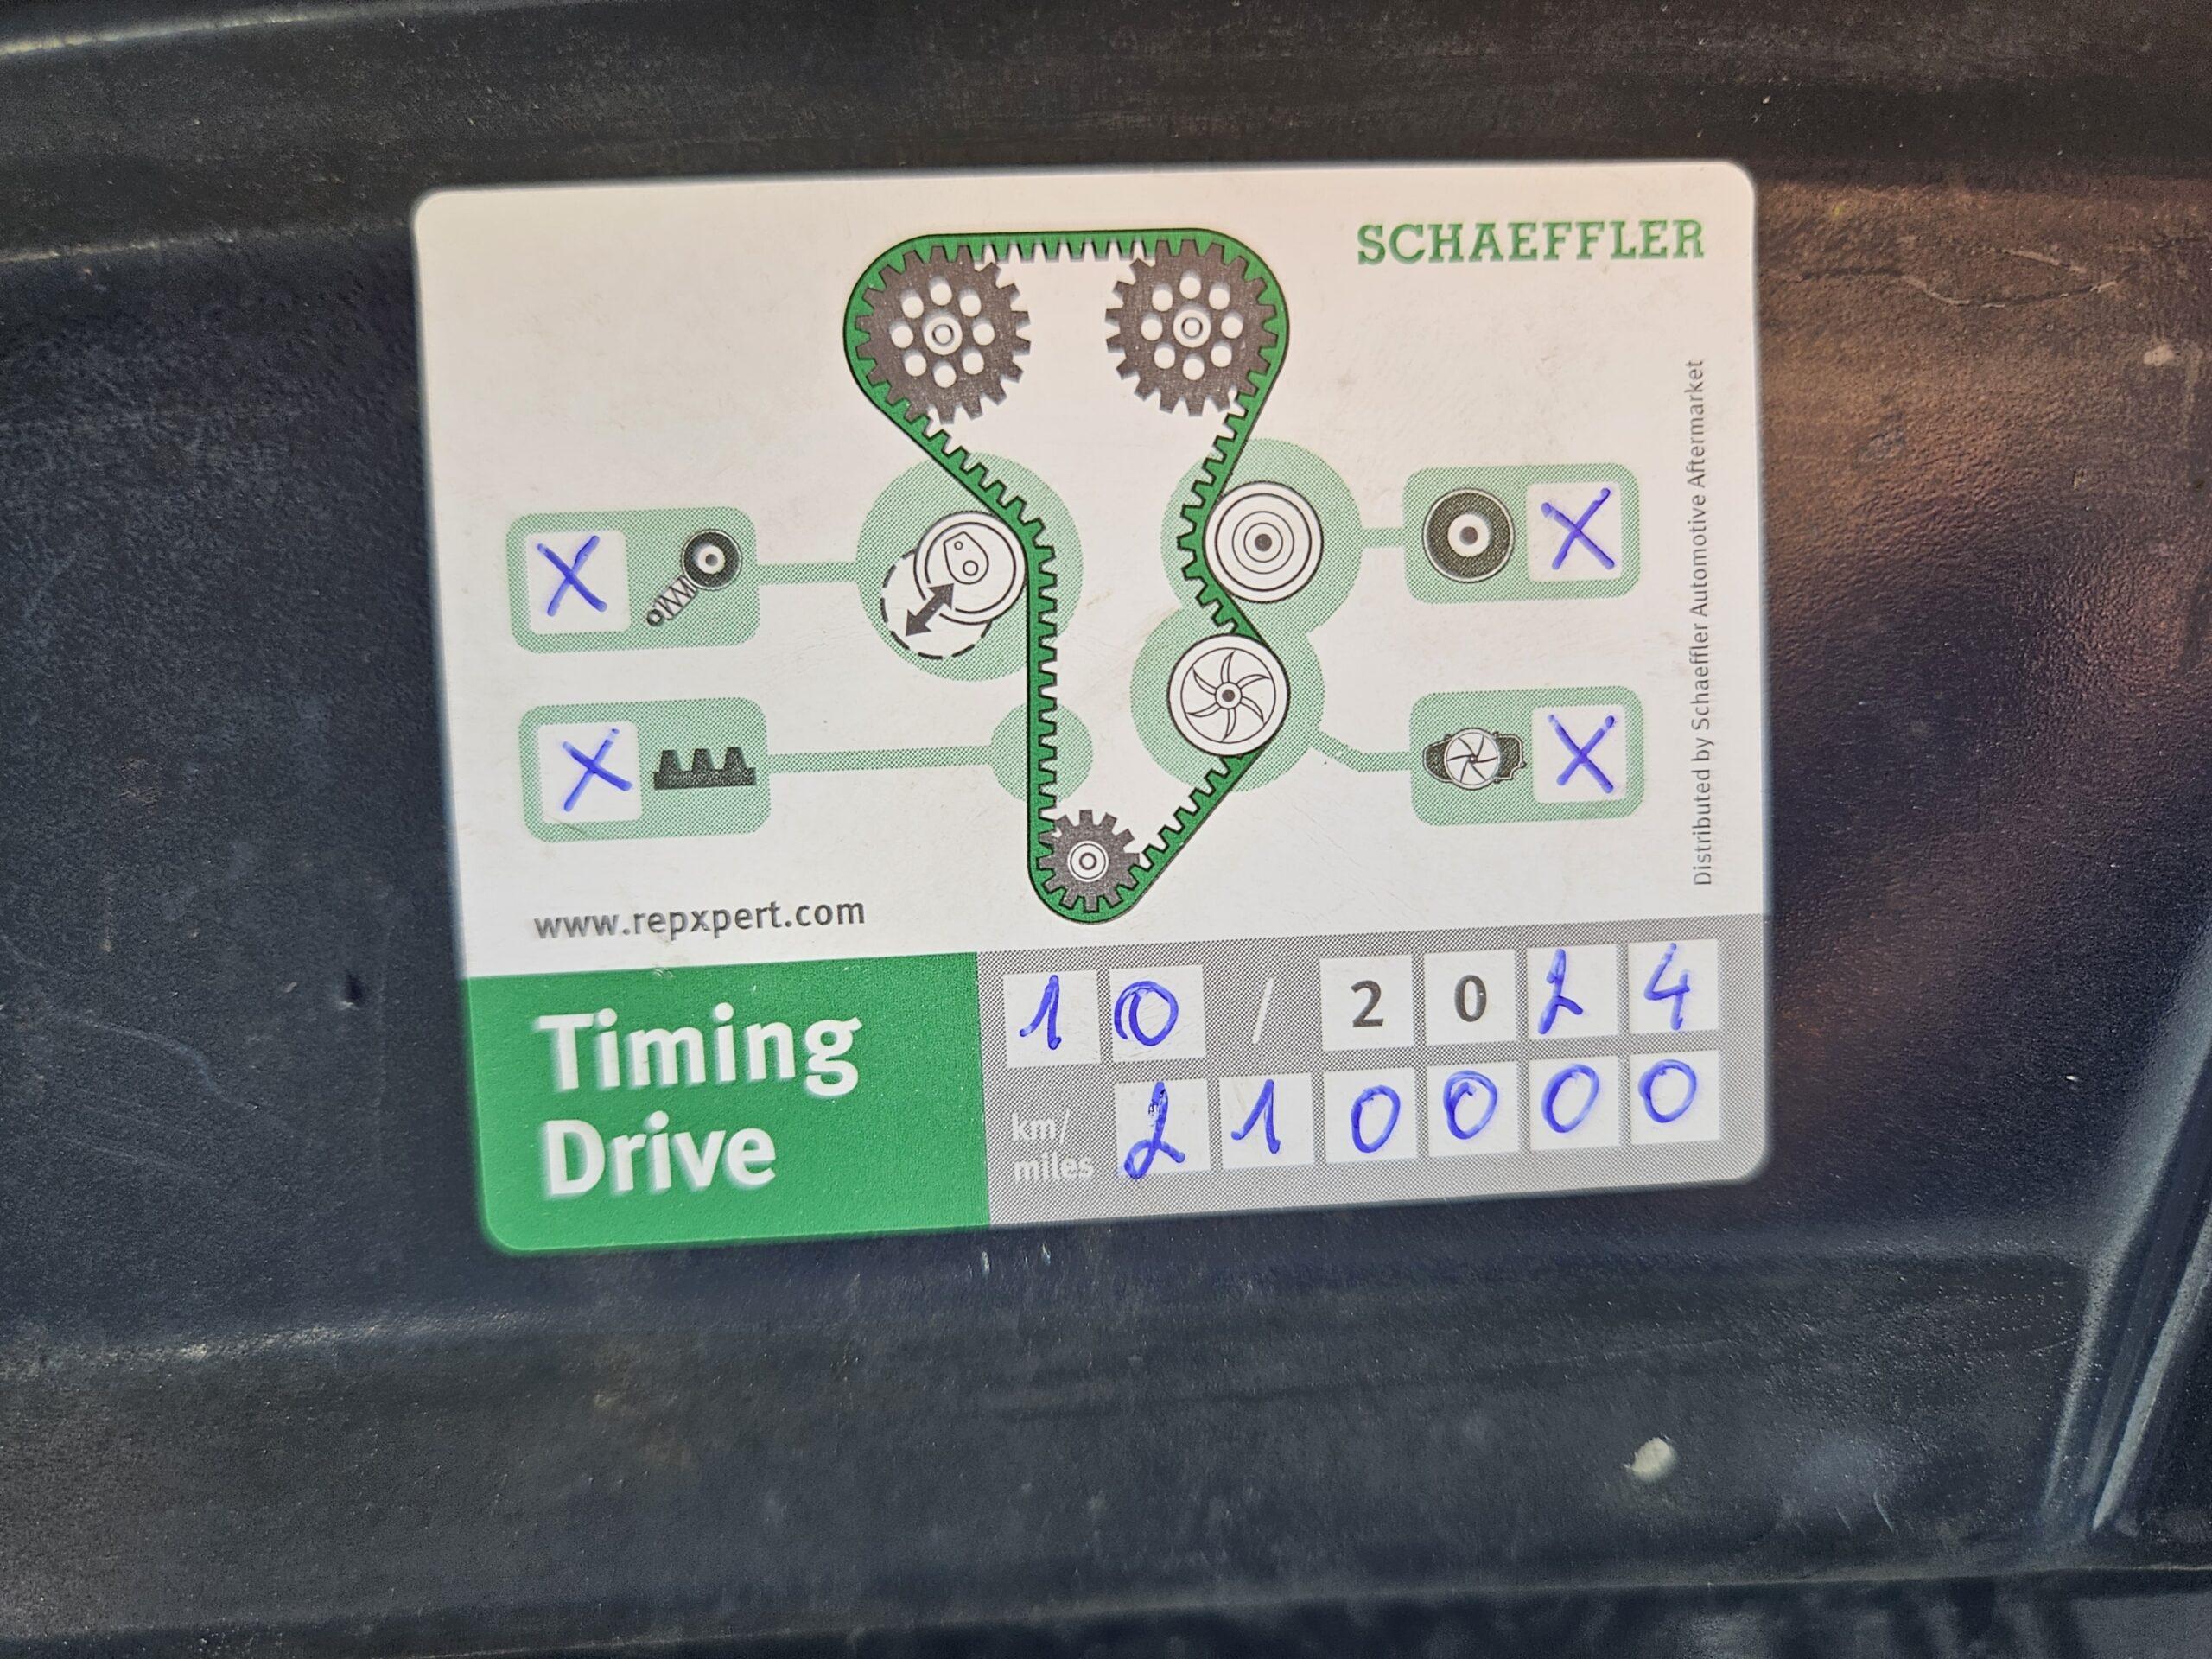 SCHAEFFLER
X
X
X
X
Distributed by Schaeffler Automotive Aftermarket
www.repxpert.com
Timing
Drive
10 / 2024
km/
miles
210000